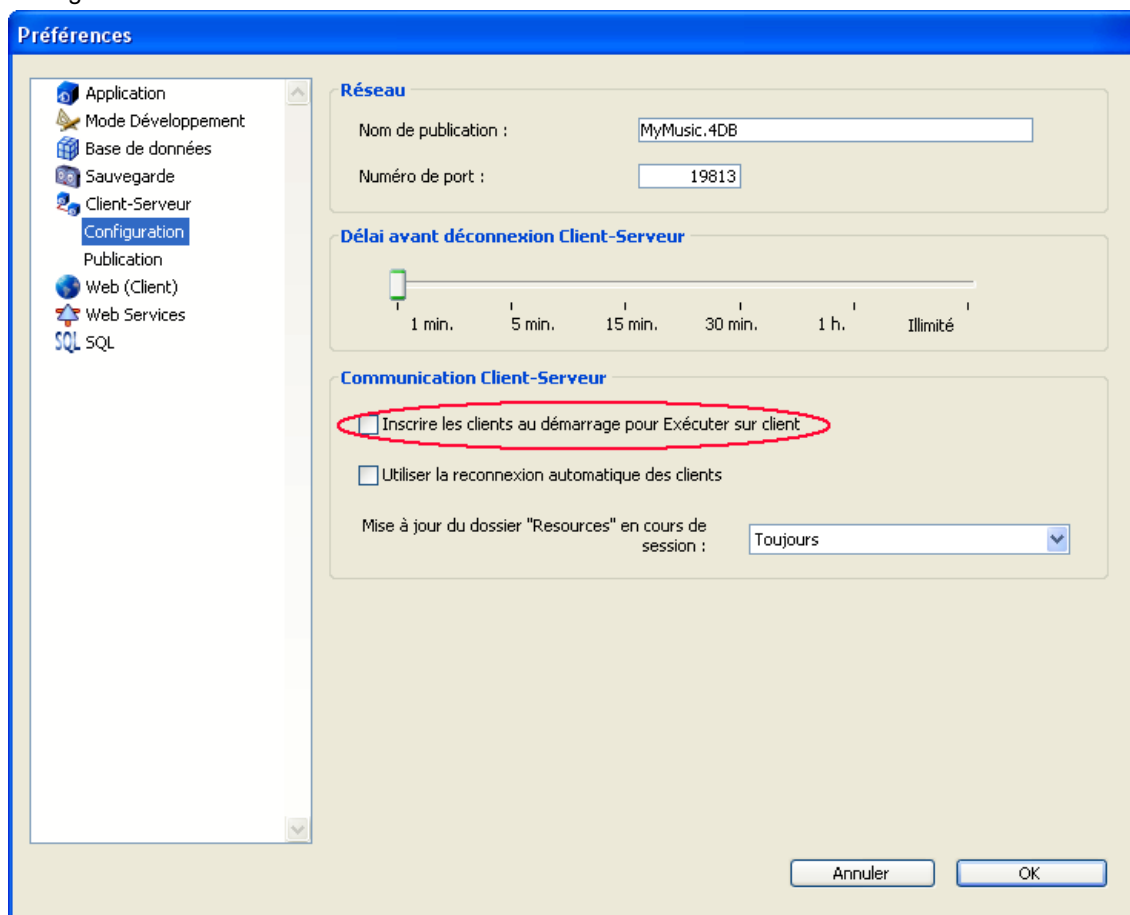 Préférences
Application
Mode Développement
Base de données
Sauvegarde
Client-Serveur
Configuration
Publication
Web (Client)
Web Services
SQL SQL
Réseau
Nom de publication : MyMusic.4DB
Numéro de port : 19813
Délai avant déconnexion Client-Serveur
1 min. 5 min. 15 min. 30 min. 1 h. Illimité
Communication Client-Serveur
Inscrire les clients au démarrage pour Exécuter sur client
Utiliser la reconnexion automatique des clients
Mise à jour du dossier "Resources" en cours de
session : Toujours
Annuler OK